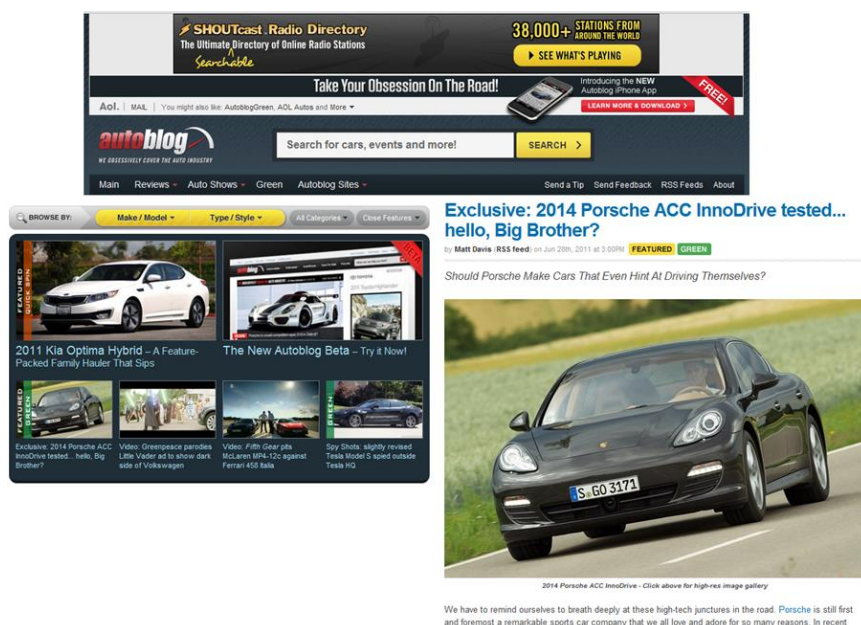 SHOUTcast Radio Directory
The Ultimate Directory of Online Radio Stations
Searchable
38,000+ STATIONS FROM
AROUND THE WORLD
SEE WHAT'S PLAYING
Take Your Obsession On The Road!
Introducing the NEW
Autoblog iPhone App
LEARN MORE & DOWNLOAD >
FREE!
Aol. | MAIL | You might also like: AutoblogGreen, AOL Autos and More
autoblog
WE OBSESSIVELY COVER THE AUTO INDUSTRY
Search for cars, events and more!
SEARCH >
Main Reviews Auto Shows Green Autoblog Sites
Send a Tip Send Feedback RSS Feeds About
BROWSE BY: Make / Model Type / Style All Categories Close Features
FEATURED
QUICK SPIN
BETA
2011 Kia Optima Hybrid – A Feature-
Packed Family Hauler That Sips
The New Autoblog Beta – Try it Now!
FEATURED
GREEN
Exclusive: 2014 Porsche ACC
InnoDrive tested... hello, Big
Brother?
Video: Greenpeace parodies
Little Vader ad to show dark
side of Volkswagen
Video: Fifth Gear pits
McLaren MP4-12c against
Ferrari 458 Italia
GREEN
Spy Shots: slightly revised
Tesla Model S spied outside
Tesla HQ
Exclusive: 2014 Porsche ACC InnoDrive tested...
hello, Big Brother?
by Matt Davis (RSS feed) on Jun 28th, 2011 at 3:00PM FEATURED GREEN
Should Porsche Make Cars That Even Hint At Driving Themselves?
S GO 3171
2014 Porsche ACC InnoDrive - Click above for high-res image gallery
We have to remind ourselves to breath deeply at these high-tech junctures in the road. Porsche is still first
and foremost a remarkable sports car company that we all love and adore for so many reasons. In recent